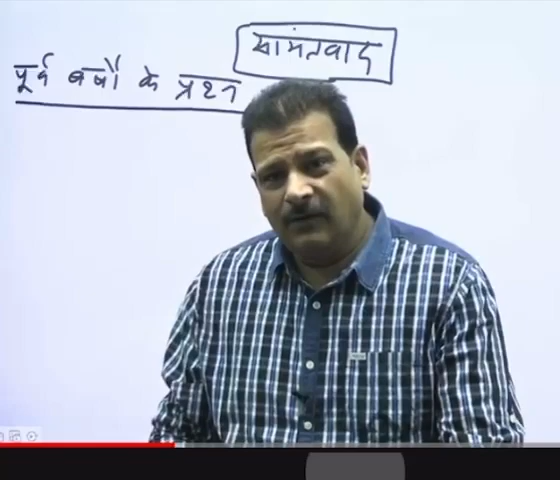 सामंतवाद
पूर्व वर्षों के प्रश्न